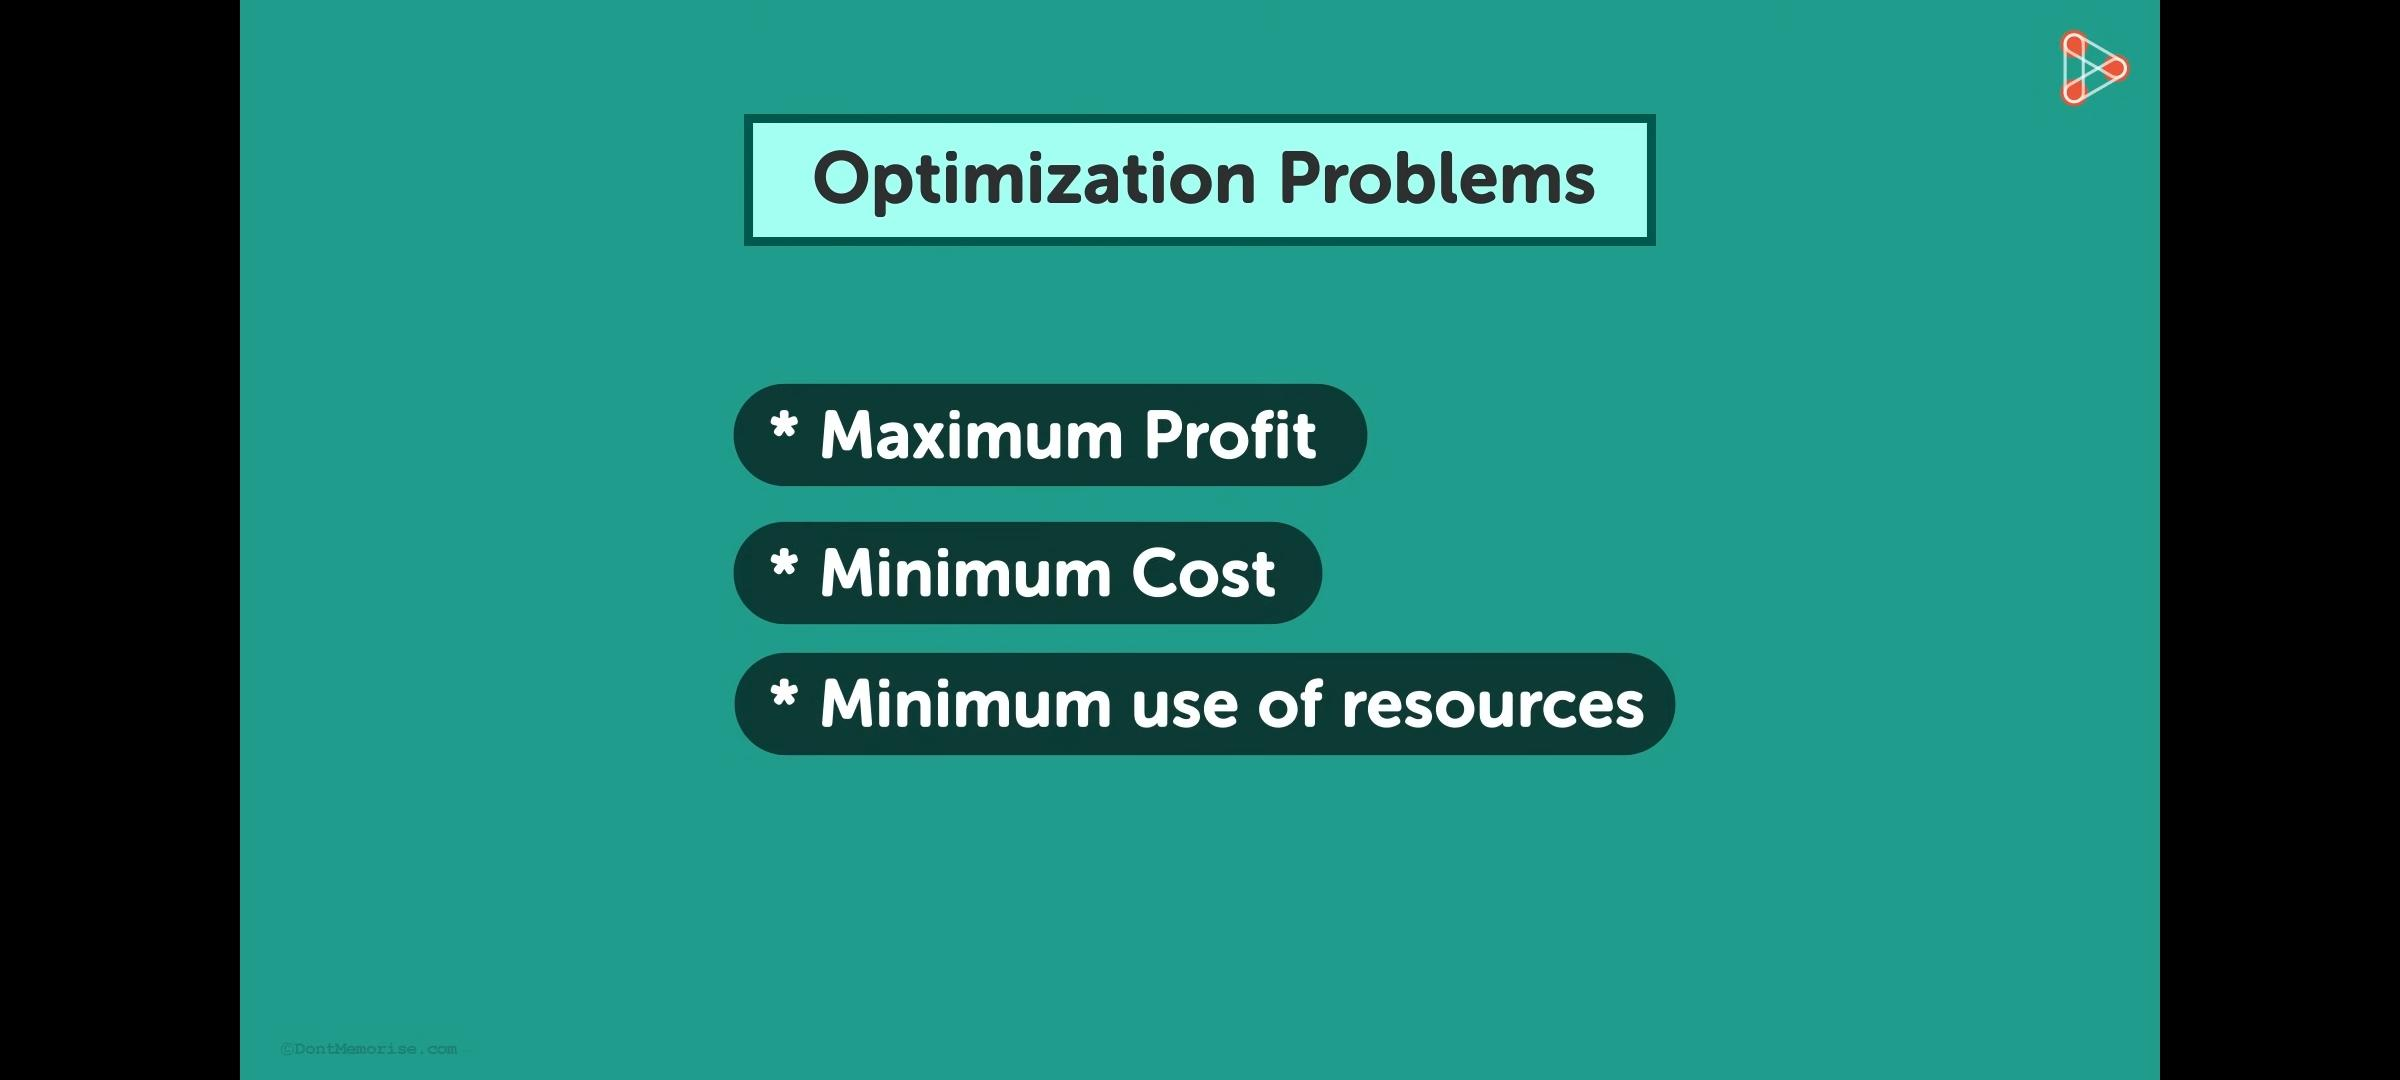 Optimization Problems
* Maximum Profit
* Minimum Cost
* Minimum use of resources
©DontMemorise.com